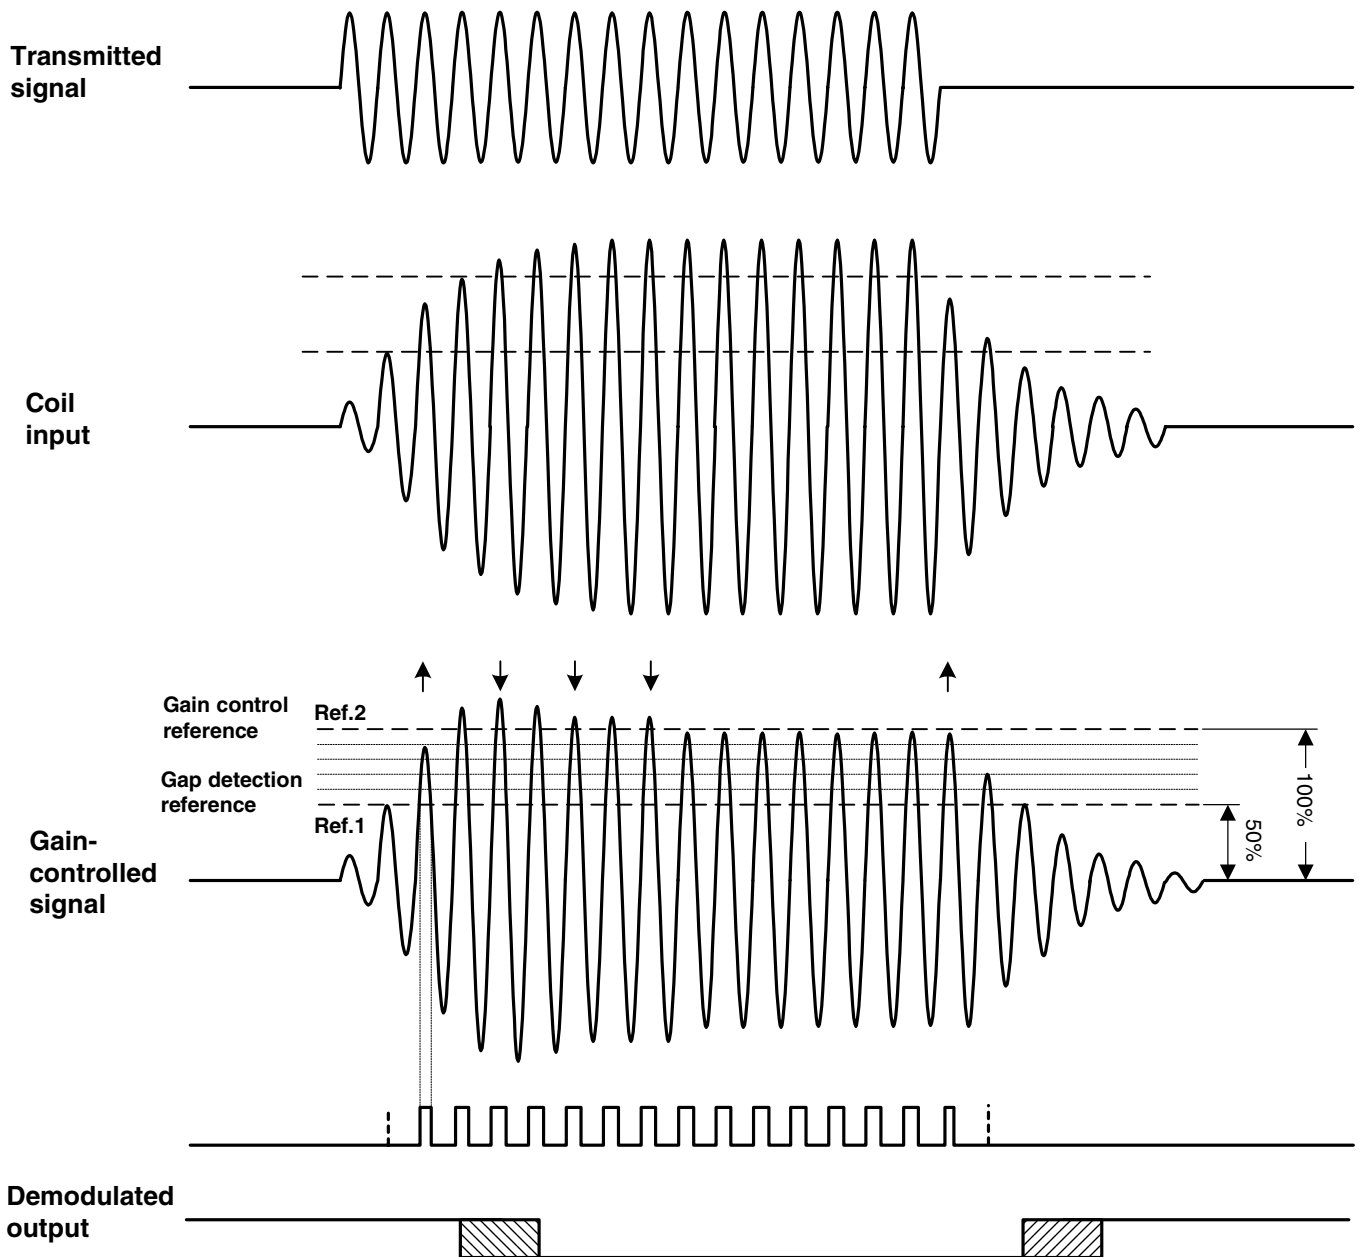 Transmitted
signal
Coil
input
Gain control
reference
Ref.2
Gap detection
reference
Ref.1
100%
50%
Gain-
controlled
signal
Demodulated
output